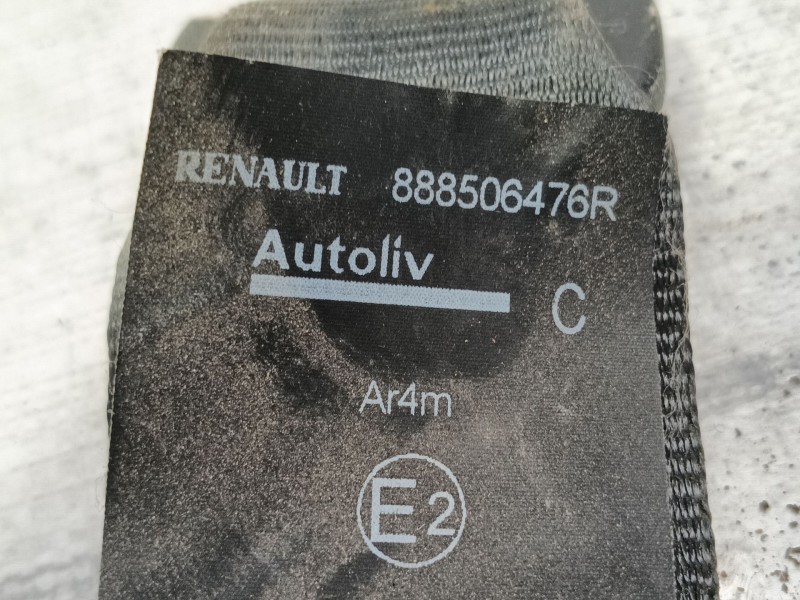 RENAULT 888506476R
Autoliv
C
Ar4m
E2